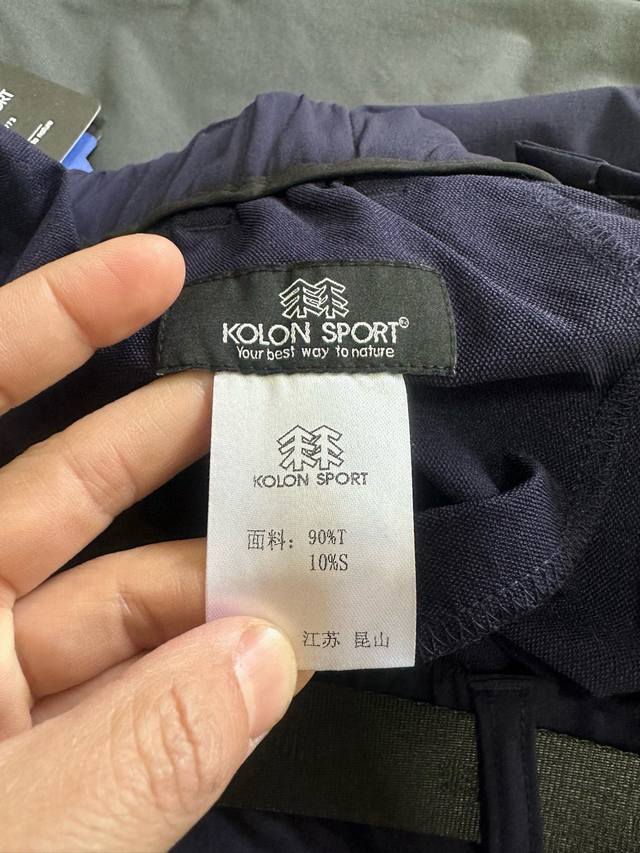 KOLON SPORT®
Your best way to nature
KOLON SPORT
面料：90%T
10%S
江苏 昆山